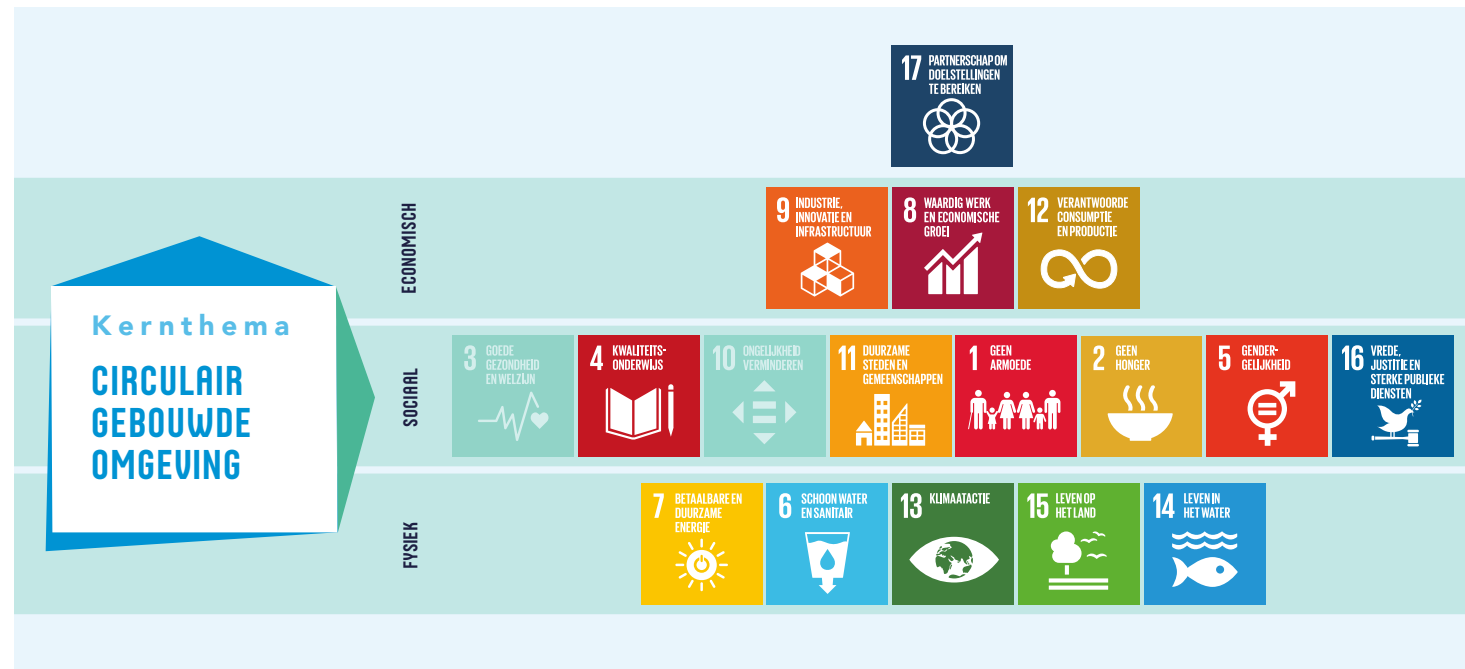 17 PARTNERSCHAP OM
DOELSTELLINGEN
TE BEREIKEN
Kernthema
CIRCULAIR
GEBOUWDE
OMGEVING
ECONOMISCH
9 INDUSTRIE,
INNOVATIE EN
INFRASTRUCTUUR
8 WAARDIG WERK
EN ECONOMISCHE
GROEI
12 VERANTWOORDE
CONSUMPTIE
EN PRODUCTIE
SOCIAAL
3 GOEDE
GEZONDHEID
EN WELZIJN
4 KWALITEITS-
ONDERWIJS
10 ONGELIJKHEID
VERMINDEREN
11 DUURZAME
STEDEN EN
GEMEENSCHAPPEN
1 GEEN
ARMOEDE
2 GEEN
HONGER
5 GENDER-
GELIJKHEID
16 VREDE,
JUSTITIE EN
STERKE PUBLIEKE
DIENSTEN
FYSIEK
7 BETAALBARE EN
DUURZAME
ENERGIE
6 SCHOON WATER
EN SANITAIR
13 KLIMAATACTIE
15 LEVEN OP
HET LAND
14 LEVEN IN
HET WATER